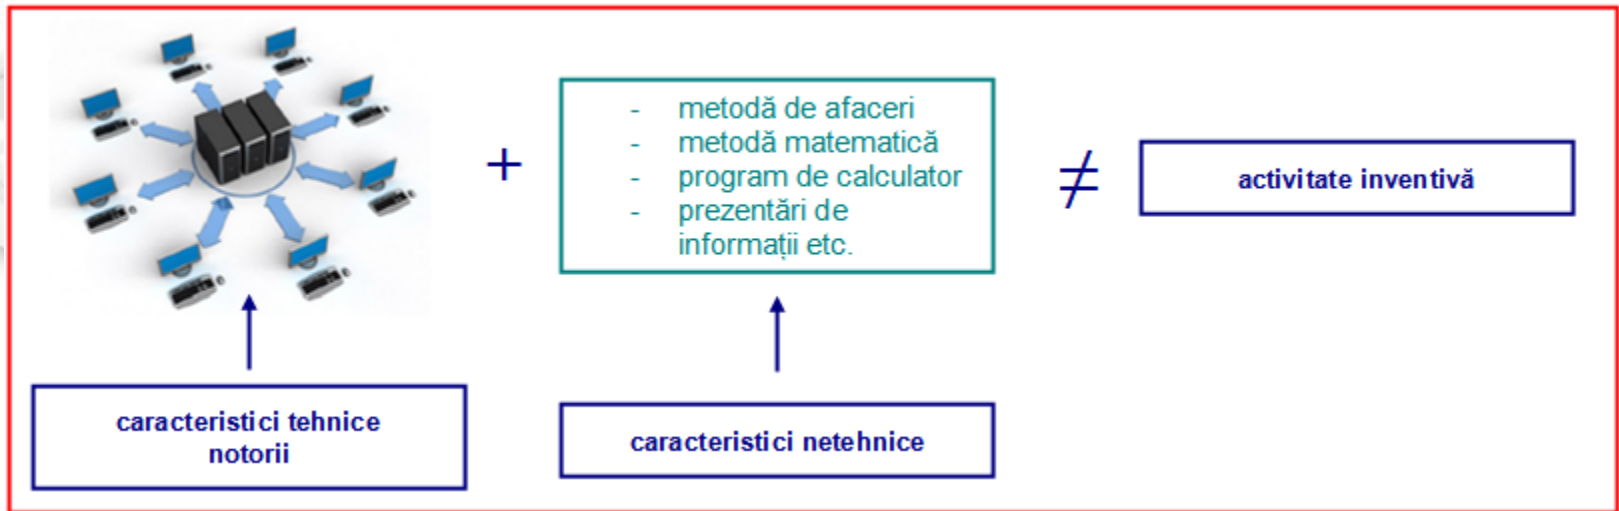 +
- metodă de afaceri
- metodă matematică
- program de calculator
- prezentări de
informații etc.
≠
activitate inventivă
caracteristici tehnice
notorii
caracteristici netehnice